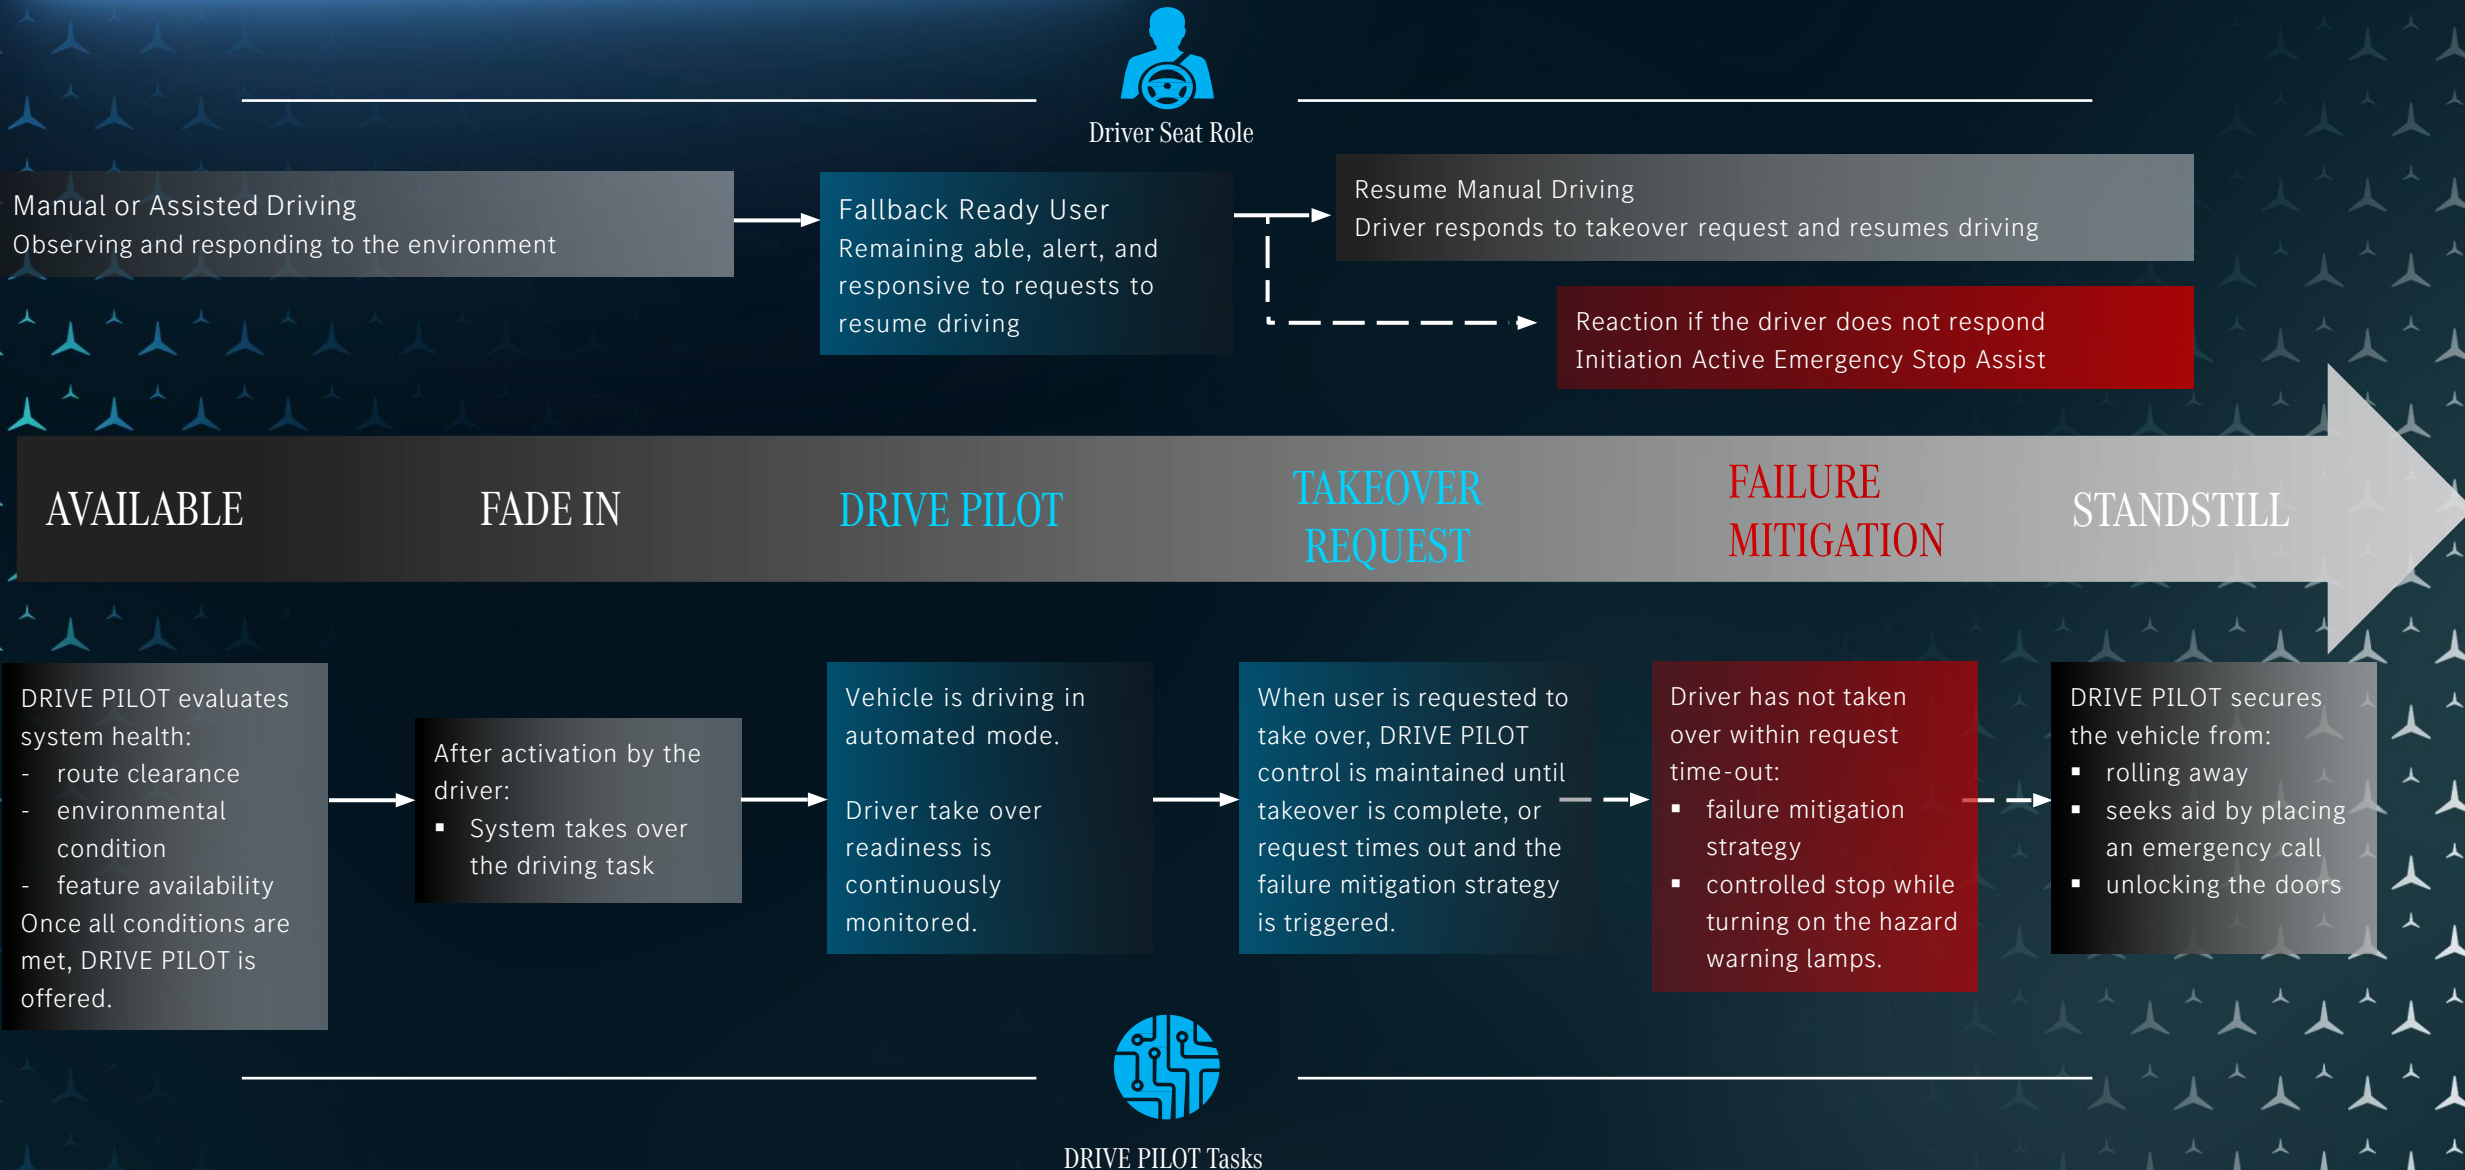 Driver Seat Role
Manual or Assisted Driving
Observing and responding to the environment
Fallback Ready User
Remaining able, alert, and
responsive to requests to
resume driving
Resume Manual Driving
Driver responds to takeover request and resumes driving
Reaction if the driver does not respond
Initiation Active Emergency Stop Assist
AVAILABLE
FADE IN
DRIVE PILOT
TAKEOVER
REQUEST
FAILURE
MITIGATION
STANDSTILL
DRIVE PILOT evaluates
system health:
- route clearance
- environmental
condition
- feature availability
Once all conditions are
met, DRIVE PILOT is
offered.
After activation by the
driver:
▪ System takes over
the driving task
Vehicle is driving in
automated mode.
Driver take over
readiness is
continuously
monitored.
When user is requested to
take over, DRIVE PILOT
control is maintained until
takeover is complete, or
request times out and the
failure mitigation strategy
is triggered.
Driver has not taken
over within request
time-out:
▪ failure mitigation
strategy
▪ controlled stop while
turning on the hazard
warning lamps.
DRIVE PILOT secures
the vehicle from:
▪ rolling away
▪ seeks aid by placing
an emergency call
▪ unlocking the doors
DRIVE PILOT Tasks